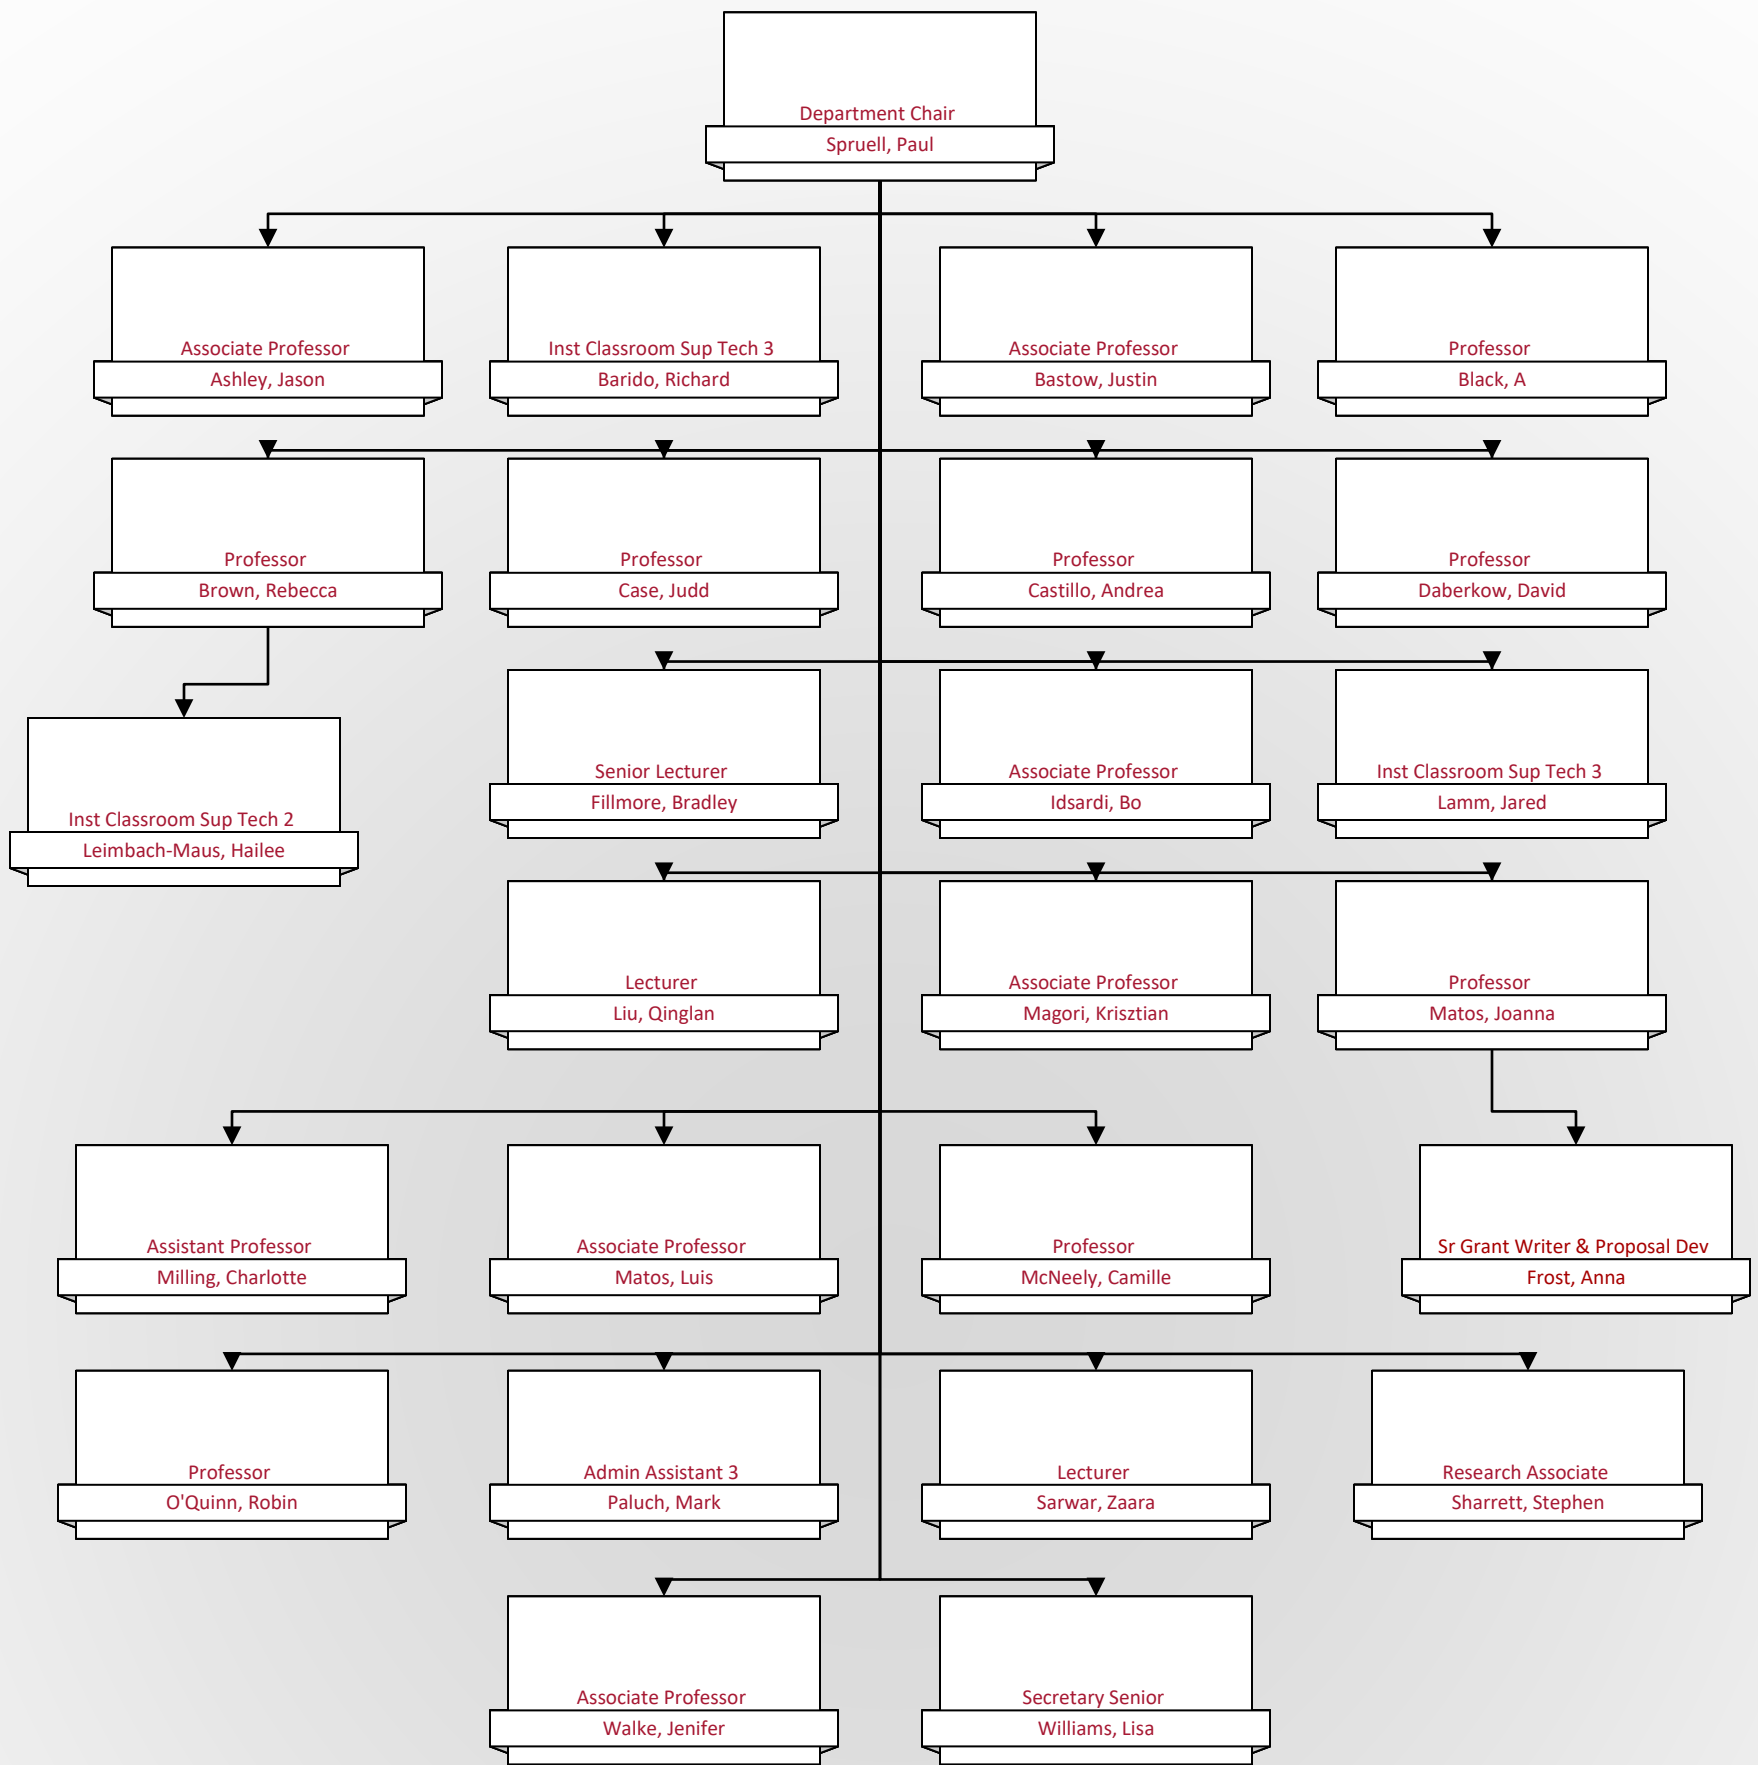 Department Chair
Spruell, Paul
Associate Professor
Ashley, Jason
Inst Classroom Sup Tech 3
Barido, Richard
Associate Professor
Bastow, Justin
Professor
Black, A
Professor
Brown, Rebecca
Professor
Case, Judd
Professor
Castillo, Andrea
Professor
Daberkow, David
Inst Classroom Sup Tech 2
Leimbach-Maus, Hailee
Senior Lecturer
Fillmore, Bradley
Associate Professor
Idsardi, Bo
Inst Classroom Sup Tech 3
Lamm, Jared
Lecturer
Liu, Qinglan
Associate Professor
Magori, Krisztian
Professor
Matos, Joanna
Assistant Professor
Milling, Charlotte
Associate Professor
Matos, Luis
Professor
McNeely, Camille
Sr Grant Writer & Proposal Dev
Frost, Anna
Professor
O'Quinn, Robin
Admin Assistant 3
Paluch, Mark
Lecturer
Sarwar, Zaara
Research Associate
Sharrett, Stephen
Associate Professor
Walke, Jenifer
Secretary Senior
Williams, Lisa